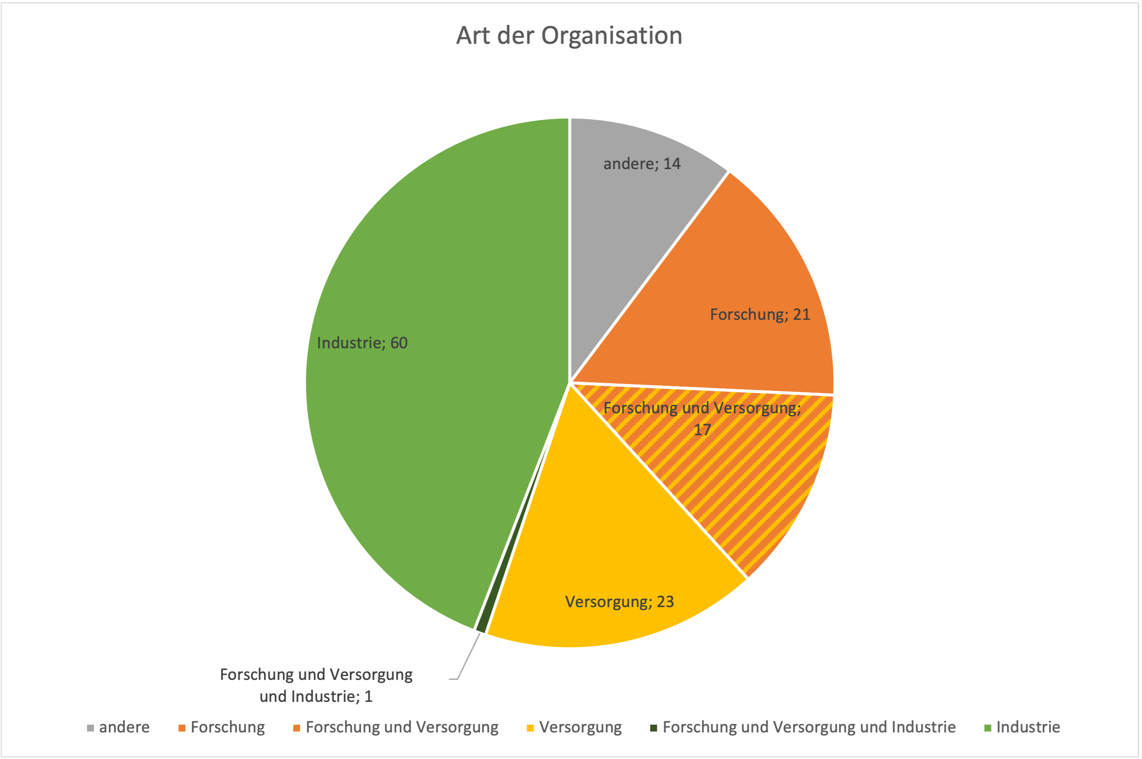 Art der Organisation
andere; 14
Forschung; 21
Industrie; 60
Forschung und Versorgung;
17
Versorgung; 23
Forschung und Versorgung
und Industrie; 1
andere Forschung Forschung und Versorgung Versorgung Forschung und Versorgung und Industrie Industrie